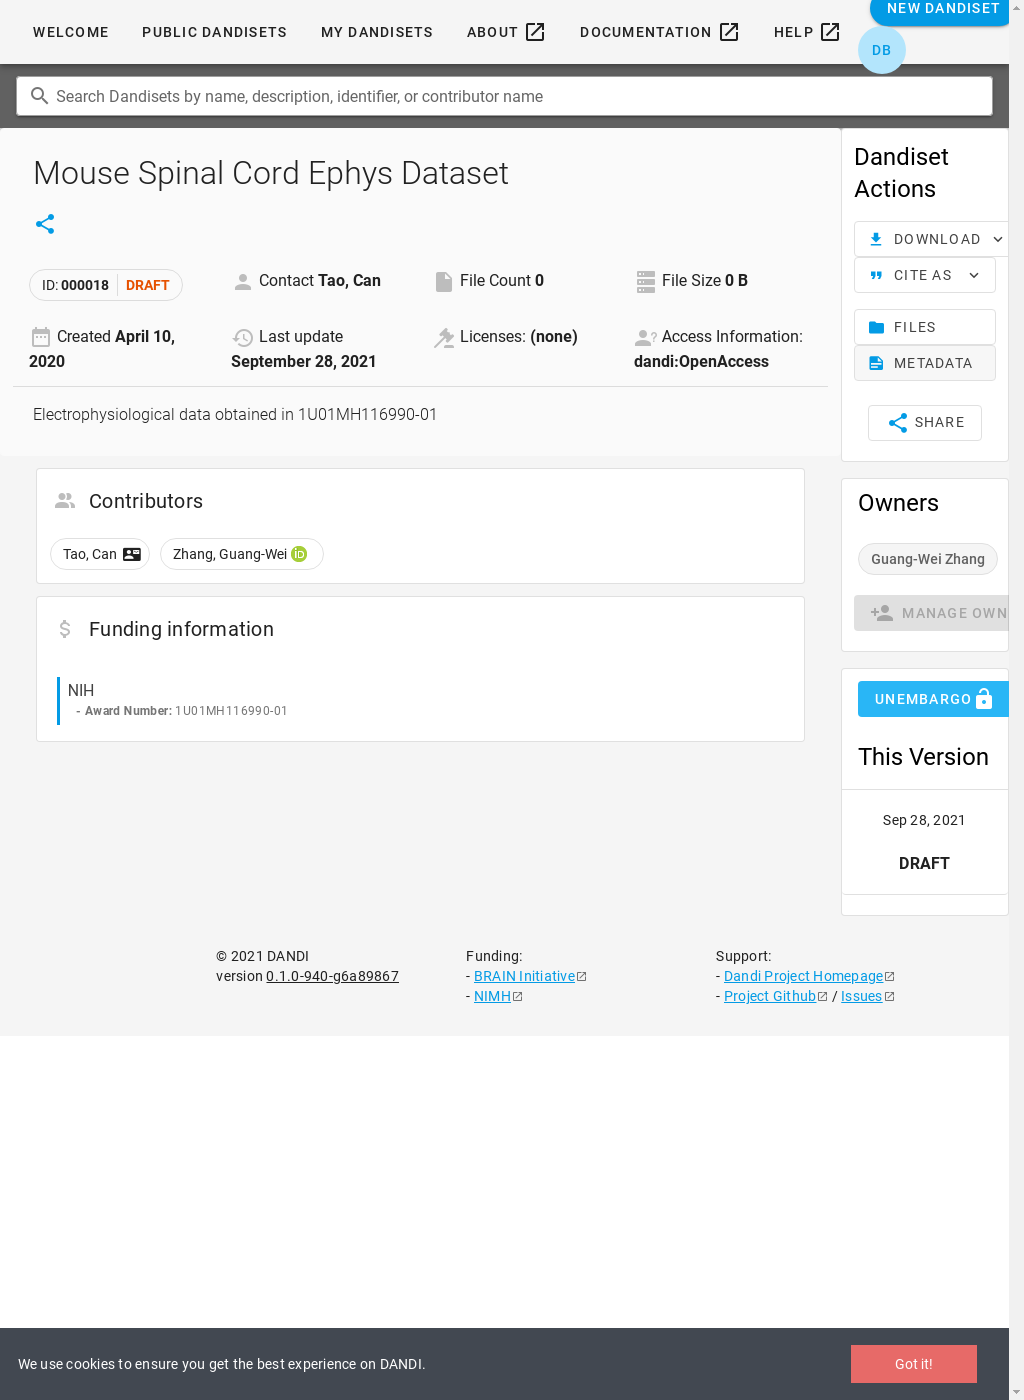 WELCOME
PUBLIC DANDISETS
MY DANDISETS
ABOUT
DOCUMENTATION
HELP
NEW DANDISET
DB
Search Dandisets by name, description, identifier, or contributor name
Mouse Spinal Cord Ephys Dataset
ID: 000018 DRAFT
Contact Tao, Can
File Count 0
File Size 0 B
Created April 10,
2020
Last update
September 28, 2021
Licenses: (none)
Access Information:
dandi:OpenAccess
Electrophysiological data obtained in 1U01MH116990-01
Contributors
Tao, Can
Zhang, Guang-Wei iD
Funding information
NIH
- Award Number: 1U01MH116990-01
Dandiset
Actions
DOWNLOAD
CITE AS
FILES
METADATA
SHARE
Owners
Guang-Wei Zhang
MANAGE OWN
UNEMBARGO
This Version
Sep 28, 2021
DRAFT
© 2021 DANDI
version 0.1.0-940-g6a89867
Funding:
- BRAIN Initiative
- NIMH
Support:
- Dandi Project Homepage
- Project Github / Issues
We use cookies to ensure you get the best experience on DANDI.
Got it!